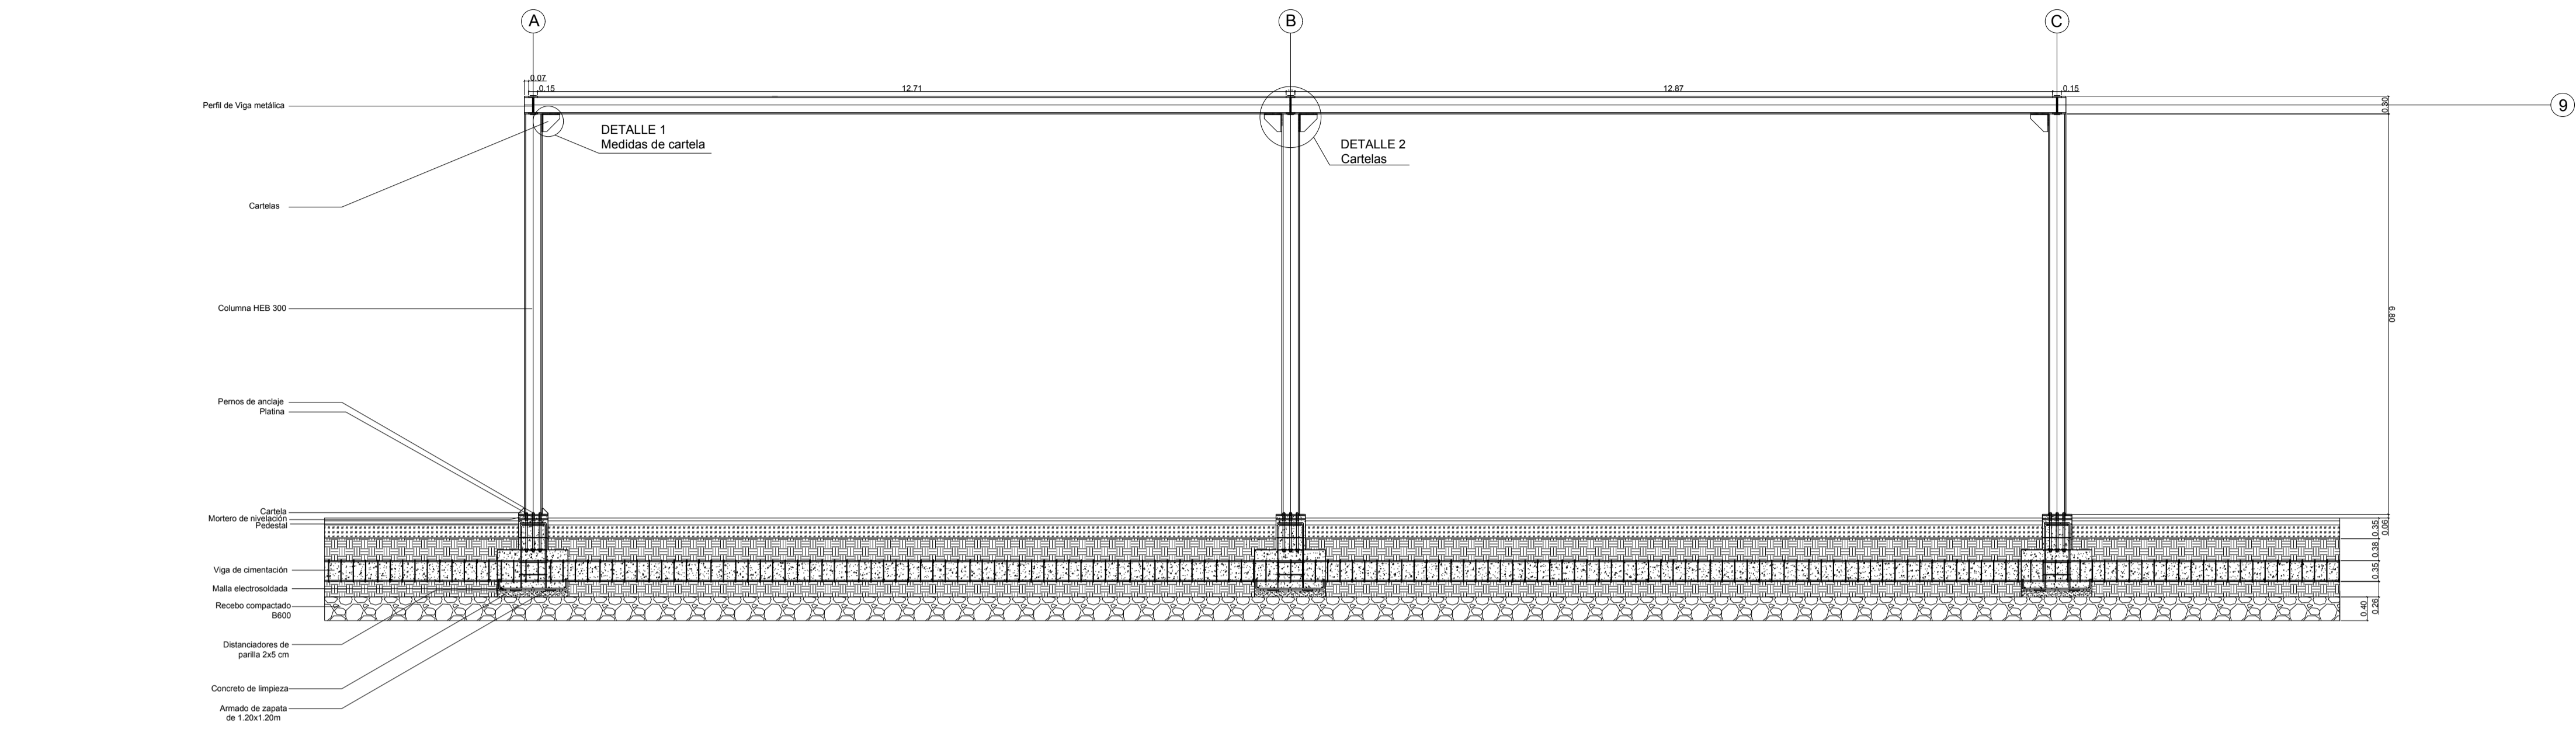 A
B
C
0.07
0.15
12.71
12.87
0.15
0.30
9
Perfil de Viga metálica
DETALLE 1
Medidas de cartela
DETALLE 2
Cartelas
Cartelas
Columna HEB 300
6.80
Pernos de anclaje
Platina
Cartela
Mortero de nivelación
Pedestal
0.35
0.06
0.38
Viga de cimentación
0.35
Malla electrosoldada
Recebo compactado
B600
0.40
0.26
Distanciadores de
parilla 2x5 cm
Concreto de limpieza
Armado de zapata
de 1.20x1.20m